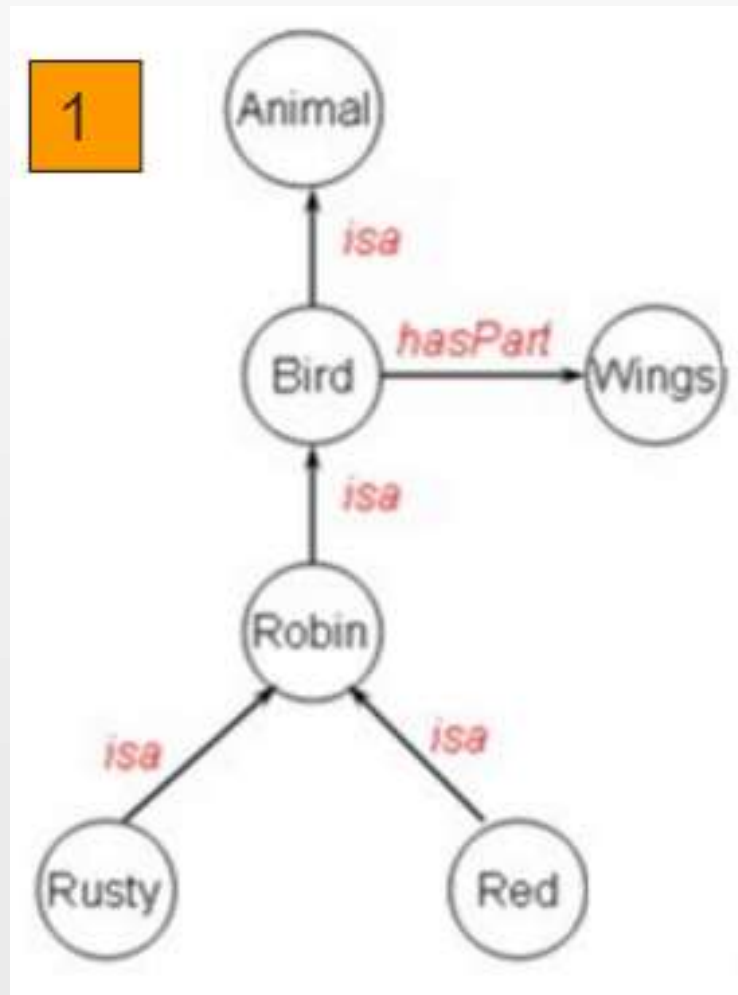 1
Animal
isa
hasPart
Bird
Wings
isa
Robin
isa
isa
Rusty
Red